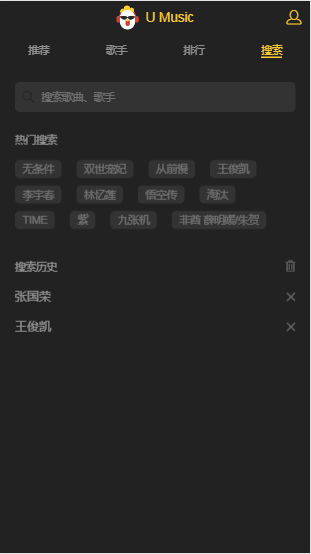 U Music
推荐 歌手 排行 搜索
搜索歌曲、歌手
热门搜索
无条件 双世宠妃 从前慢 王俊凯
李宇春 林忆莲 悟空传 淘汰
TIME 紫 九张机 非酋 薛明媛/朱贺
搜索历史
张国荣
王俊凯